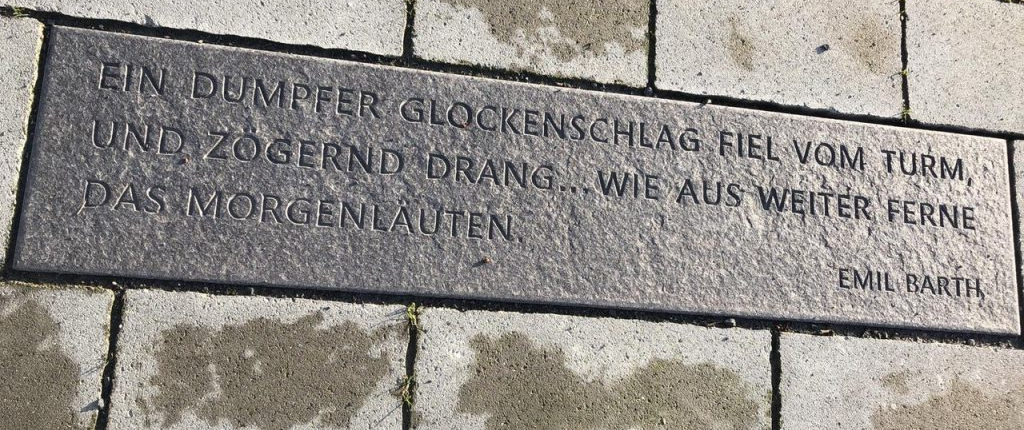 EIN DUMPFER GLOCKENSCHLAG FIEL VOM TURM,
UND ZÖGERND DRANG... WIE AUS WEITER FERNE
DAS MORGENLÄUTEN.
EMIL BARTH